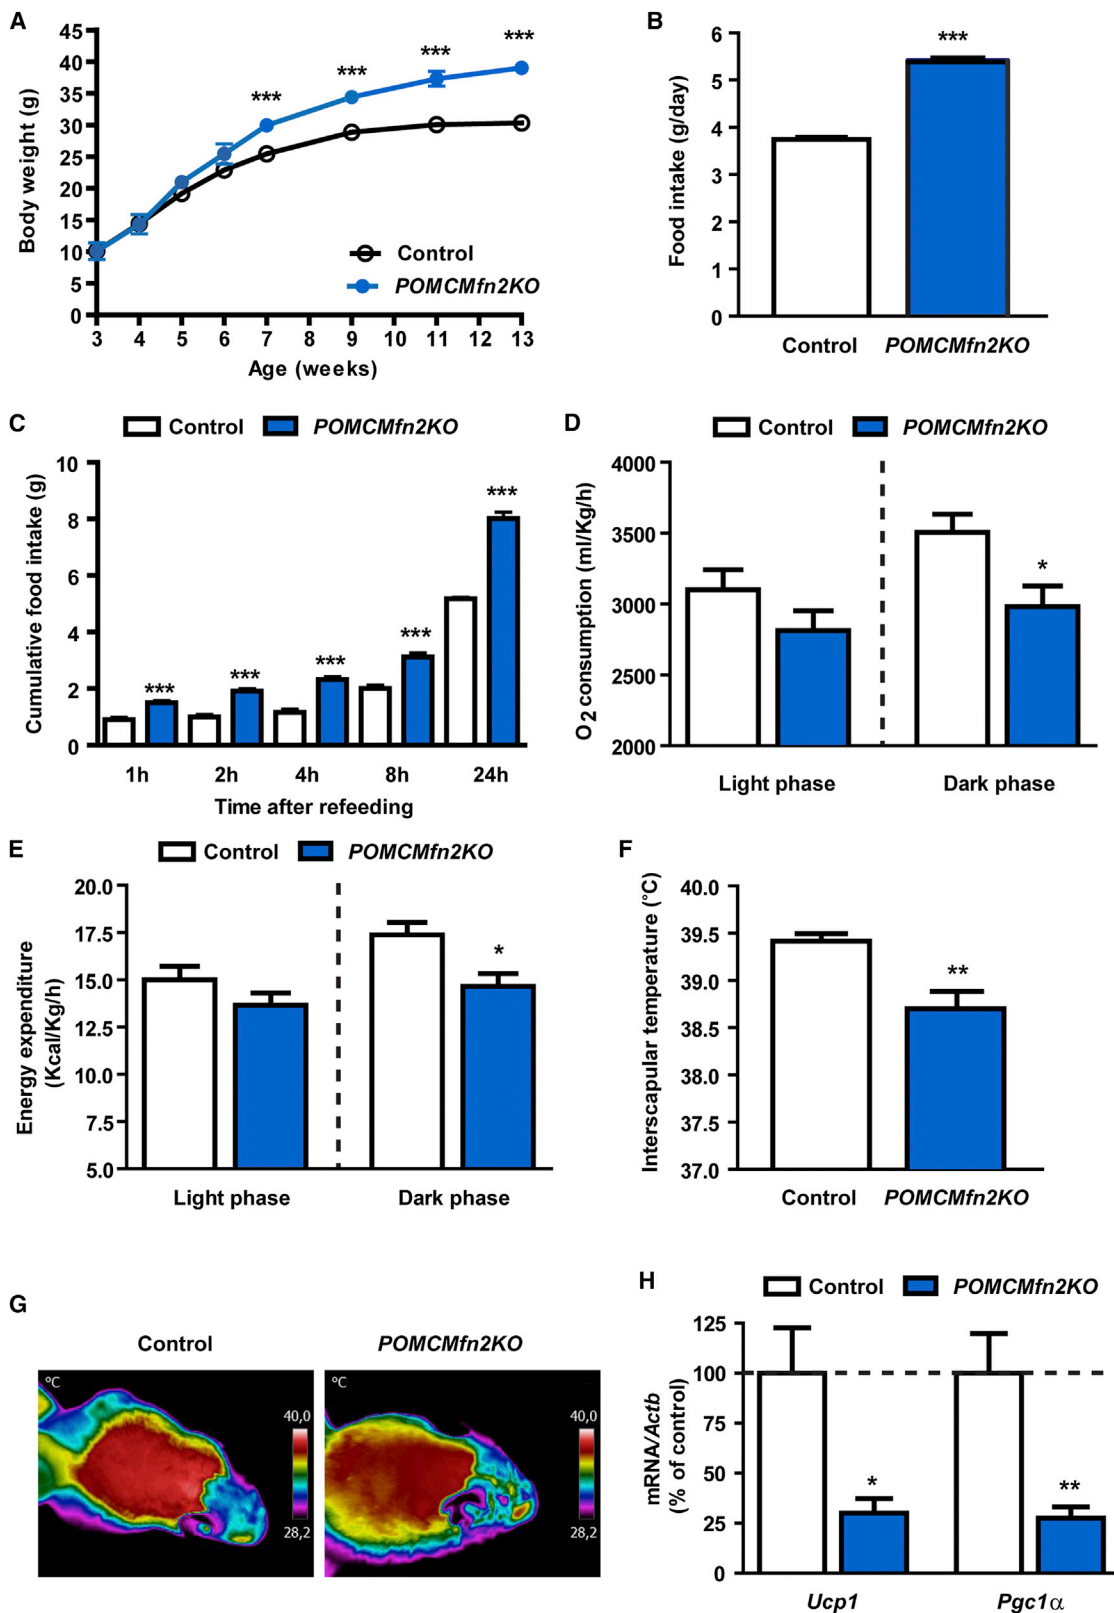 A
Body weight (g)
45
40
35
30
25
20
15
10
5
0
***
***
***
***
Control
POMCMfn2KO
3 4 5 6 7 8 9 10 11 12 13
Age (weeks)
B
Food intake (g/day)
6
5
4
3
2
1
0
***
Control POMCMfn2KO
C
Control POMCMfn2KO
Cumulative food intake (g)
10
8
6
4
2
0
***
***
***
***
***
1h 2h 4h 8h 24h
Time after refeeding
D
Control POMCMfn2KO
O2 consumption (ml/Kg/h)
4000
3500
3000
2500
2000
*
Light phase Dark phase
E
Control POMCMfn2KO
Energy expenditure
(Kcal/Kg/h)
20.0
17.5
15.0
12.5
10.0
7.5
5.0
*
Light phase Dark phase
F
Interscapular temperature (°C)
40.0
39.5
39.0
38.5
38.0
37.5
37.0
**
Control POMCMfn2KO
G
Control POMCMfn2KO
°C
40,0
28,2
°C
40,0
28,2
H
Control POMCMfn2KO
mRNA/Actb
(% of control)
125
100
75
50
25
0
*
**
Ucp1 Pgc1α